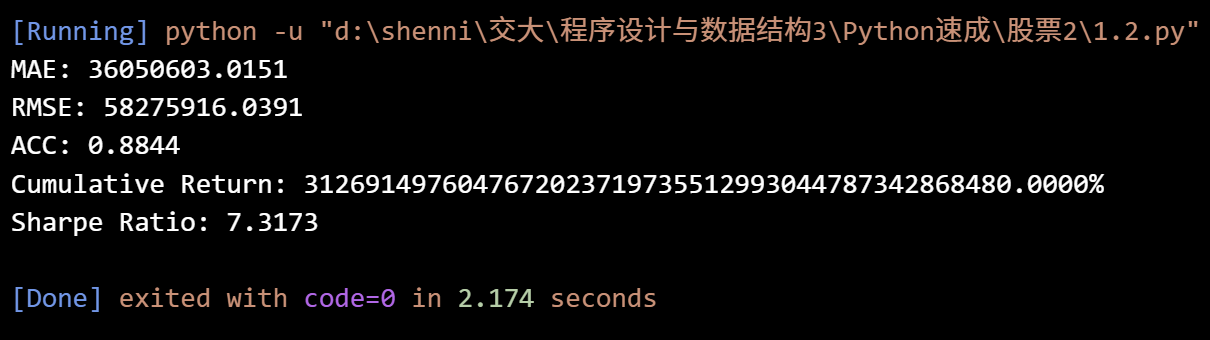 [Running] python -u "d:\shenni\交大\程序设计与数据结构3\Python速成\股票2\1.2.py"
MAE: 36050603.0151
RMSE: 58275916.0391
ACC: 0.8844
Cumulative Return: 31269149760476720237197355129930447873428684​80.0000%
Sharpe Ratio: 7.3173
[Done] exited with code=0 in 2.174 seconds